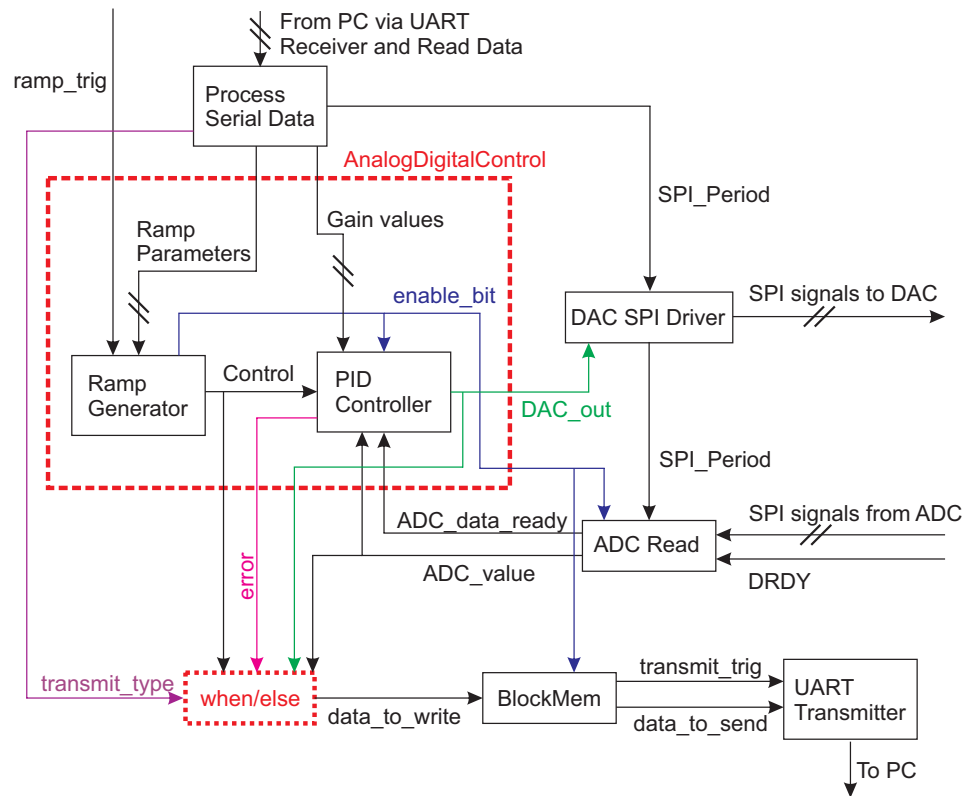 From PC via UART
Receiver and Read Data
ramp_trig
Process
Serial Data
AnalogDigitalControl
SPI_Period
Ramp
Parameters
Gain values
enable_bit
SPI signals to DAC
DAC SPI Driver
Ramp
Generator
Control
PID
Controller
DAC_out
SPI_Period
ADC_data_ready
ADC Read
SPI signals from ADC
DRDY
error
ADC_value
transmit_type
when/else
data_to_write
BlockMem
transmit_trig
data_to_send
UART
Transmitter
To PC